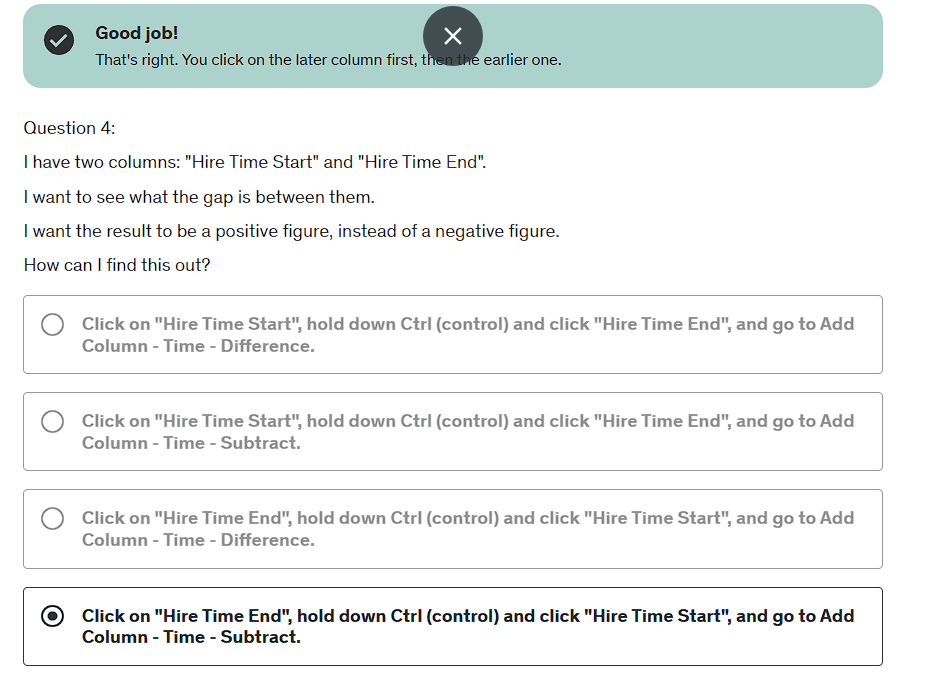 Good job!
That's right. You click on the later column first, then the earlier one.
Question 4:
I have two columns: "Hire Time Start" and "Hire Time End".
I want to see what the gap is between them.
I want the result to be a positive figure, instead of a negative figure.
How can I find this out?
Click on "Hire Time Start", hold down Ctrl (control) and click "Hire Time End", and go to Add
Column - Time - Difference.
Click on "Hire Time Start", hold down Ctrl (control) and click "Hire Time End", and go to Add
Column - Time - Subtract.
Click on "Hire Time End", hold down Ctrl (control) and click "Hire Time Start", and go to Add
Column - Time - Difference.
Click on "Hire Time End", hold down Ctrl (control) and click "Hire Time Start", and go to Add
Column - Time - Subtract.